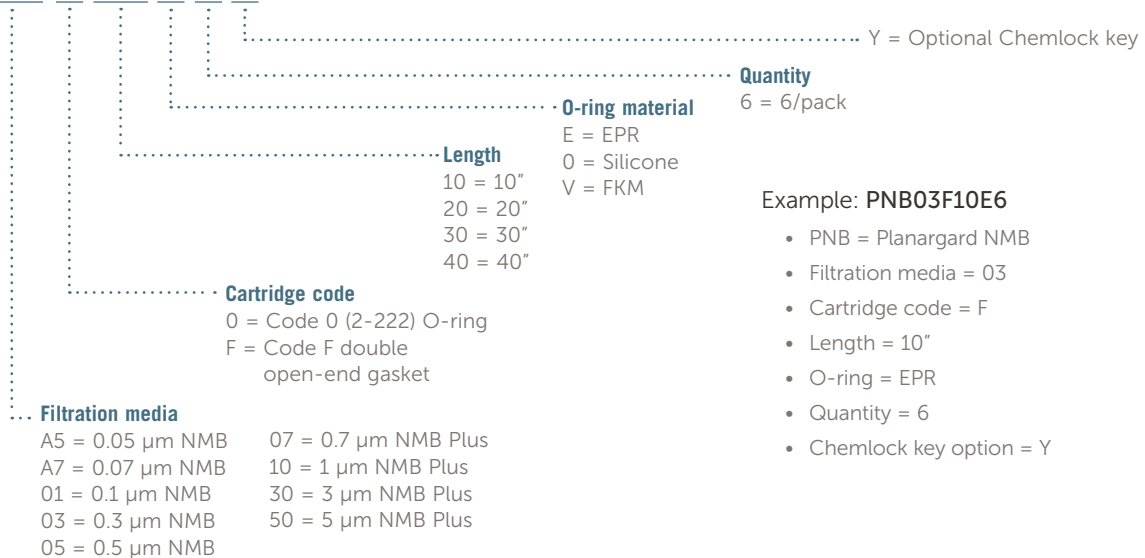 Y = Optional Chemlock key
Quantity
6 = 6/pack
O-ring material
E = EPR
0 = Silicone
V = FKM
Length
10 = 10″
20 = 20″
30 = 30″
40 = 40″
Cartridge code
0 = Code 0 (2-222) O-ring
F = Code F double
open-end gasket
Filtration media
A5 = 0.05 µm NMB
A7 = 0.07 µm NMB
01 = 0.1 µm NMB
03 = 0.3 µm NMB
05 = 0.5 µm NMB
07 = 0.7 µm NMB Plus
10 = 1 µm NMB Plus
30 = 3 µm NMB Plus
50 = 5 µm NMB Plus
Example: PNB03F10E6
• PNB = Planargard NMB
• Filtration media = 03
• Cartridge code = F
• Length = 10″
• O-ring = EPR
• Quantity = 6
• Chemlock key option = Y